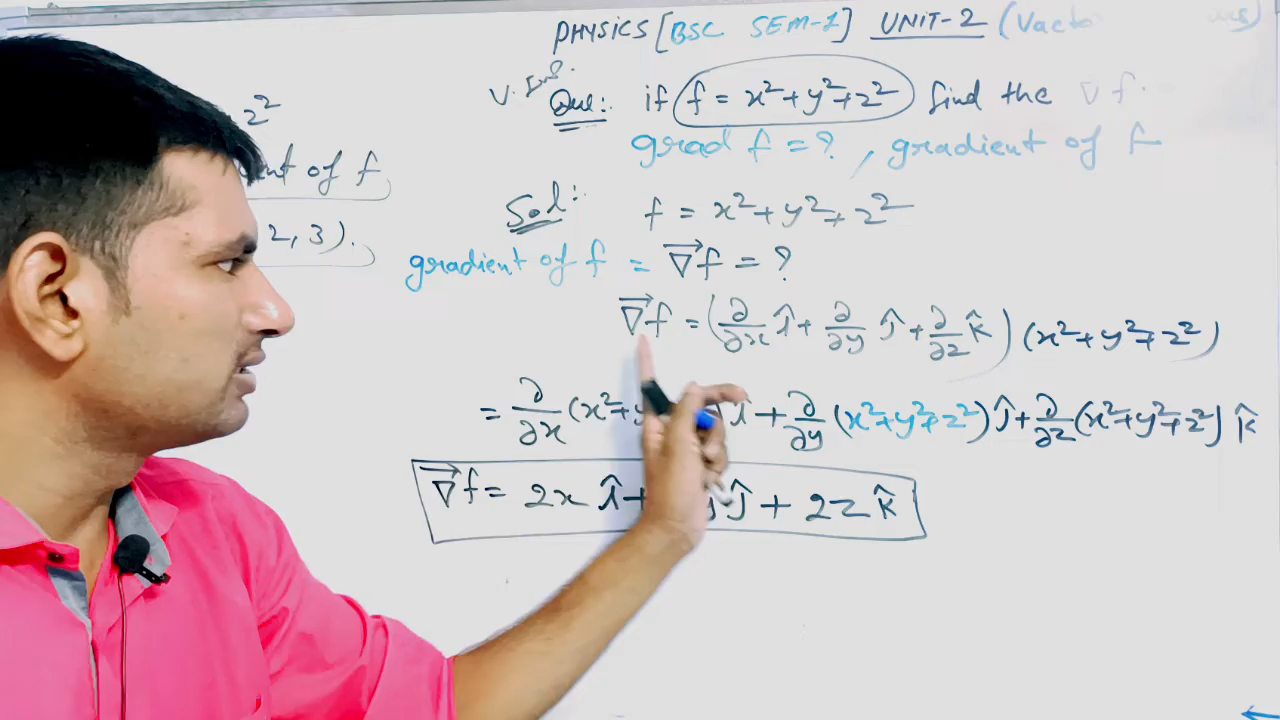 PHYSICS [BSC SEM-1] UNIT-2 (Vacto
V. Imp.
Que:. if f = x²+y²+z² find the ∇f.
grad f = ?, gradient of f
Sol:. f = x²+y²+z²
gradient of f = ∇⃗f = ?
∇⃗f = (∂/∂x î + ∂/∂y ĵ + ∂/∂z k̂) (x²+y²+z²)
= ∂/∂x (x²+y î + ∂/∂y (x²+y²+z²) ĵ + ∂/∂z (x²+y²+z²) k̂
∇⃗f = 2x î + ĵ + 2z k̂
z²
of f
2, 3).